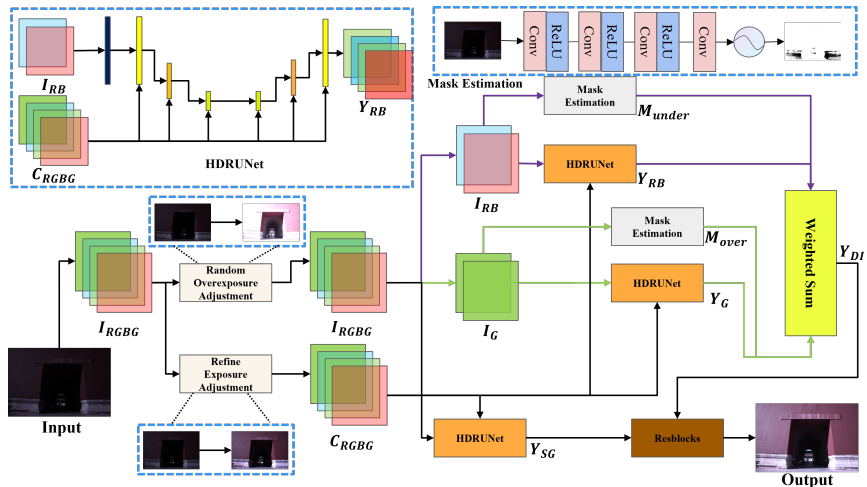 I_RB
C_RGBG
HDRUNet
Y_RB
Conv
ReLU
Conv
ReLU
Conv
ReLU
Conv
Mask Estimation
Mask
Estimation
M_under
HDRUNet
Y_RB
I_RB
Mask
Estimation
M_over
HDRUNet
Y_G
I_G
Weighted Sum
Y_DI
Random
Overexposure
Adjustment
I_RGBG
I_RGBG
Refine
Exposure
Adjustment
C_RGBG
Input
HDRUNet
Y_SG
Resblocks
Output